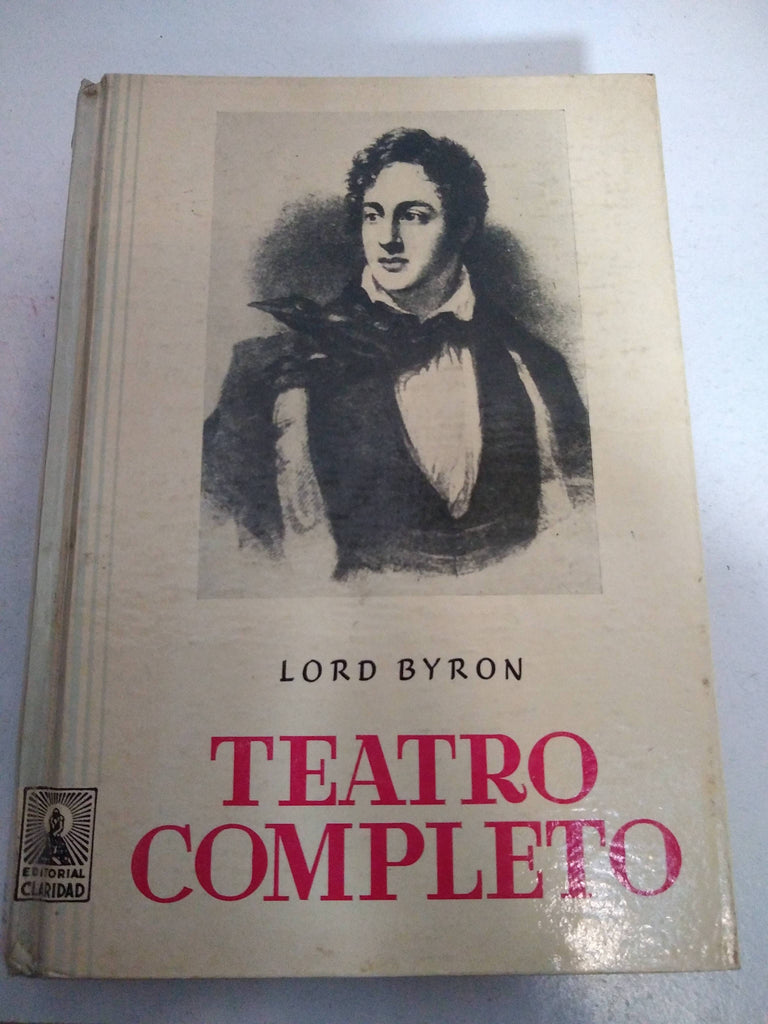 LORD BYRON
TEATRO
COMPLETO
EDITORIAL
CLARIDAD